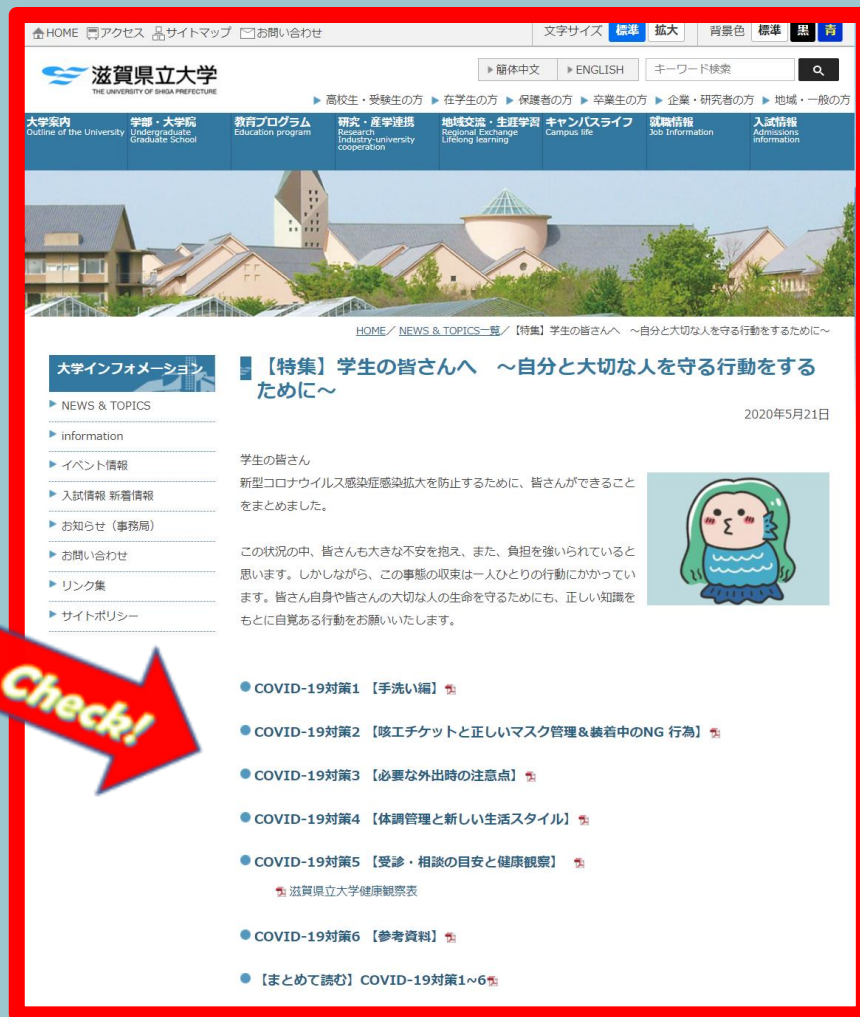 HOME アクセス サイトマップ お問い合わせ
文字サイズ 標準 拡大 背景色 標準 黒 青
滋賀県立大学
THE UNIVERSITY OF SHIGA PREFECTURE
簡体中文 ENGLISH キーワード検索
高校生・受験生の方 在学生の方 保護者の方 卒業生の方 企業・研究者の方 地域・一般の方
大学案内
Outline of the University
学部・大学院
Undergraduate
Graduate School
教育プログラム
Education program
研究・産学連携
Research
Industry-university
cooperation
地域交流・生涯学習
Regional Exchange
Lifelong learning
キャンパスライフ
Campus life
就職情報
Job Information
入試情報
Admissions
information
HOME／ NEWS & TOPICS一覧／【特集】学生の皆さんへ　～自分と大切な人を守る行動をするために～
大学インフォメーション
NEWS & TOPICS
information
イベント情報
入試情報 新着情報
お知らせ（事務局）
お問い合わせ
リンク集
サイトポリシー
【特集】学生の皆さんへ　～自分と大切な人を守る行動をする
ために～
2020年5月21日
学生の皆さん
新型コロナウイルス感染症感染拡大を防止するために、皆さんができること
をまとめました。
この状況の中、皆さんも大きな不安を抱え、また、負担を強いられていると
思います。しかしながら、この事態の収束は一人ひとりの行動にかかってい
ます。皆さん自身や皆さんの大切な人の生命を守るためにも、正しい知識を
もとに自覚ある行動をお願いいたします。
Check!
COVID-19対策1 【手洗い編】
COVID-19対策2 【咳エチケットと正しいマスク管理＆装着中のNG 行為】
COVID-19対策3 【必要な外出時の注意点】
COVID-19対策4 【体調管理と新しい生活スタイル】
COVID-19対策5 【受診・相談の目安と健康観察】
滋賀県立大学健康観察表
COVID-19対策6 【参考資料】
【まとめて読む】COVID-19対策1~6